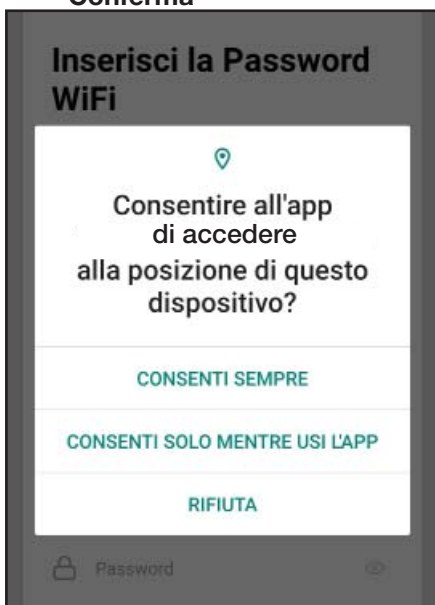 Conferma
Inserisci la Password
WiFi
Consentire all'app
di accedere
alla posizione di questo
dispositivo?
CONSENTI SEMPRE
CONSENTI SOLO MENTRE USI L'APP
RIFIUTA
Password